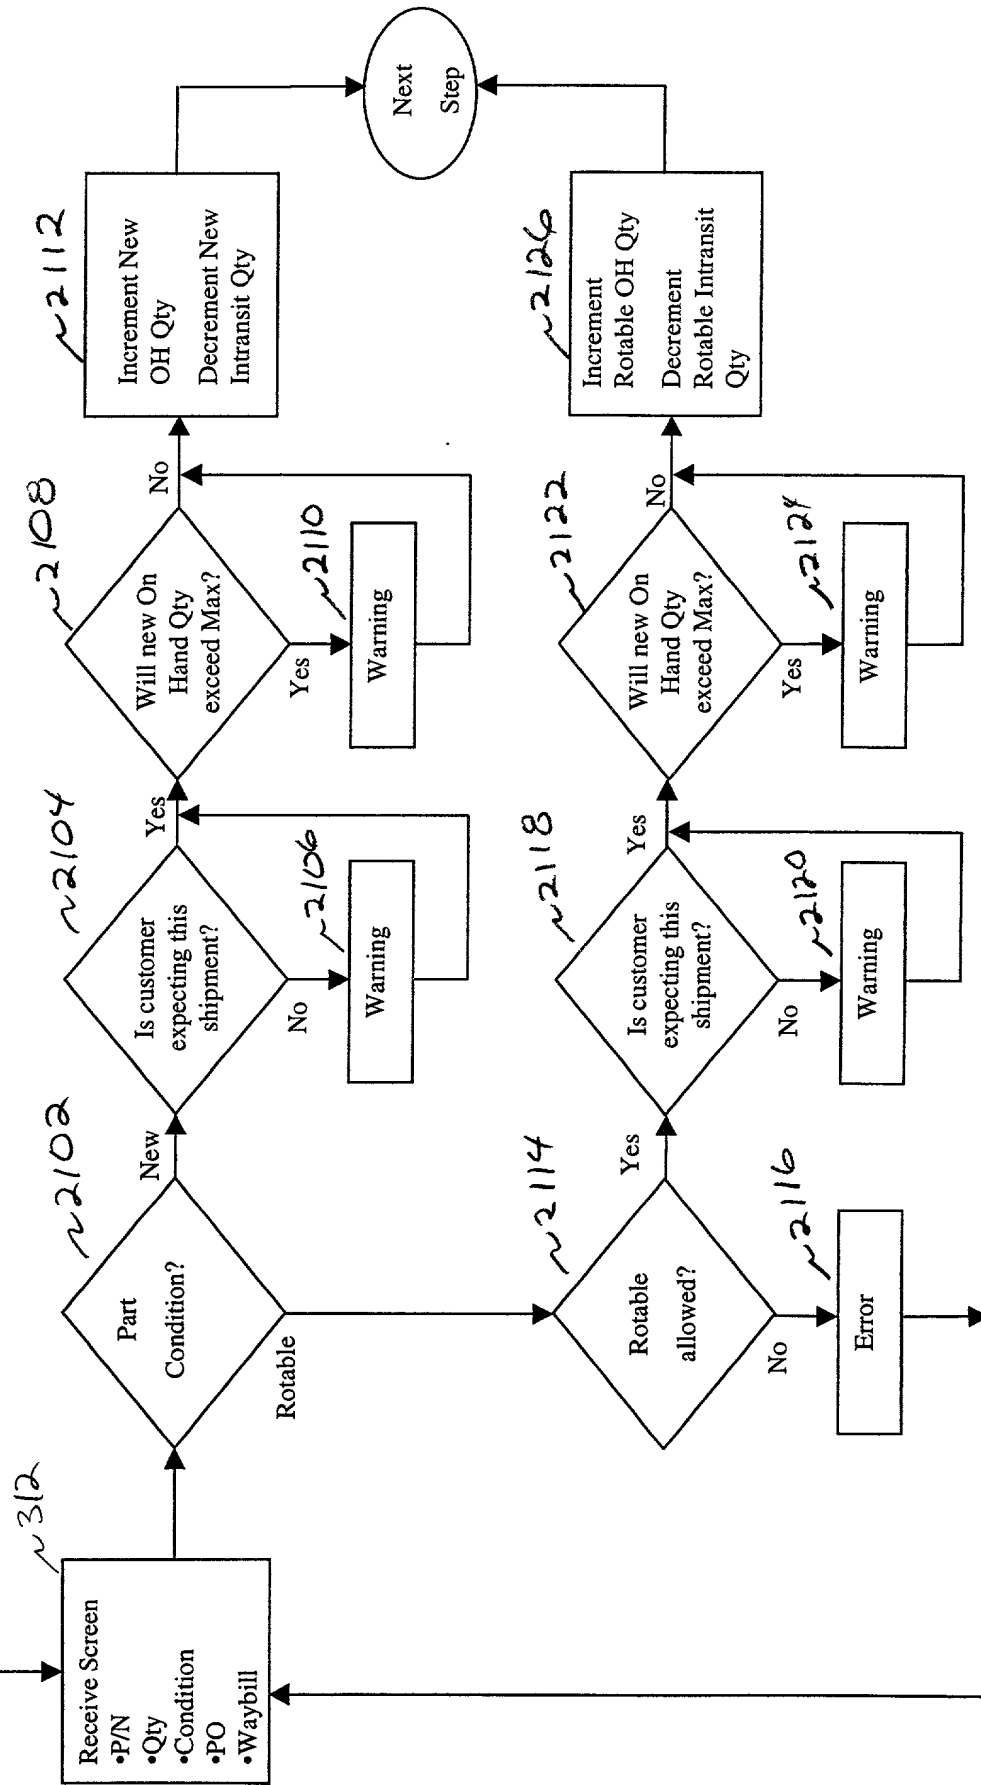 ~312
Receive Screen
•P/N
•Qty
•Condition
•PO
•Waybill
~2102
Part
Condition?
New
Rotable
~2104
Is customer
expecting this
shipment?
Yes
No
~2106
Warning
~2108
Will new On
Hand Qty
exceed Max?
No
Yes
~2110
Warning
~2112
Increment New
OH Qty
Decrement New
Intransit Qty
Next
Step
~2114
Rotable
allowed?
Yes
No
~2116
Error
~2118
Is customer
expecting this
shipment?
Yes
No
~2120
Warning
~2122
Will new On
Hand Qty
exceed Max?
No
Yes
~2124
Warning
~2126
Increment
Rotable OH Qty
Decrement
Rotable Intransit
Qty